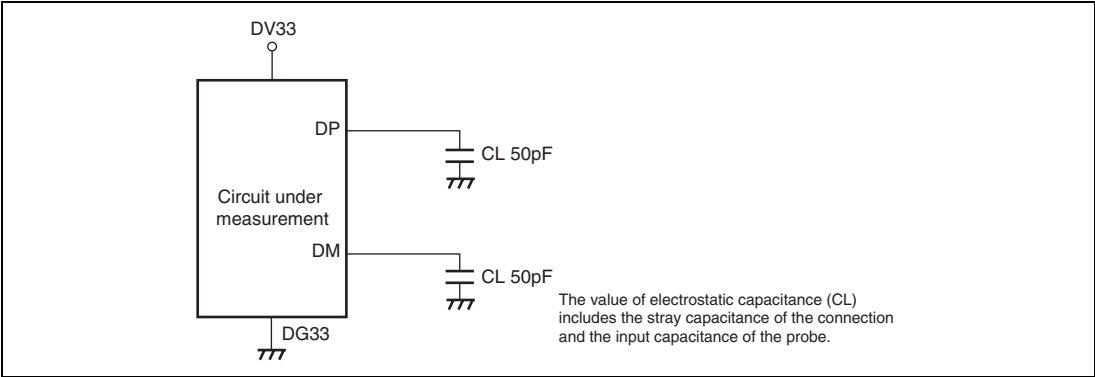 DV33
DP
CL 50pF
Circuit under
measurement
DM
CL 50pF
The value of electrostatic capacitance (CL)
includes the stray capacitance of the connection
and the input capacitance of the probe.
DG33